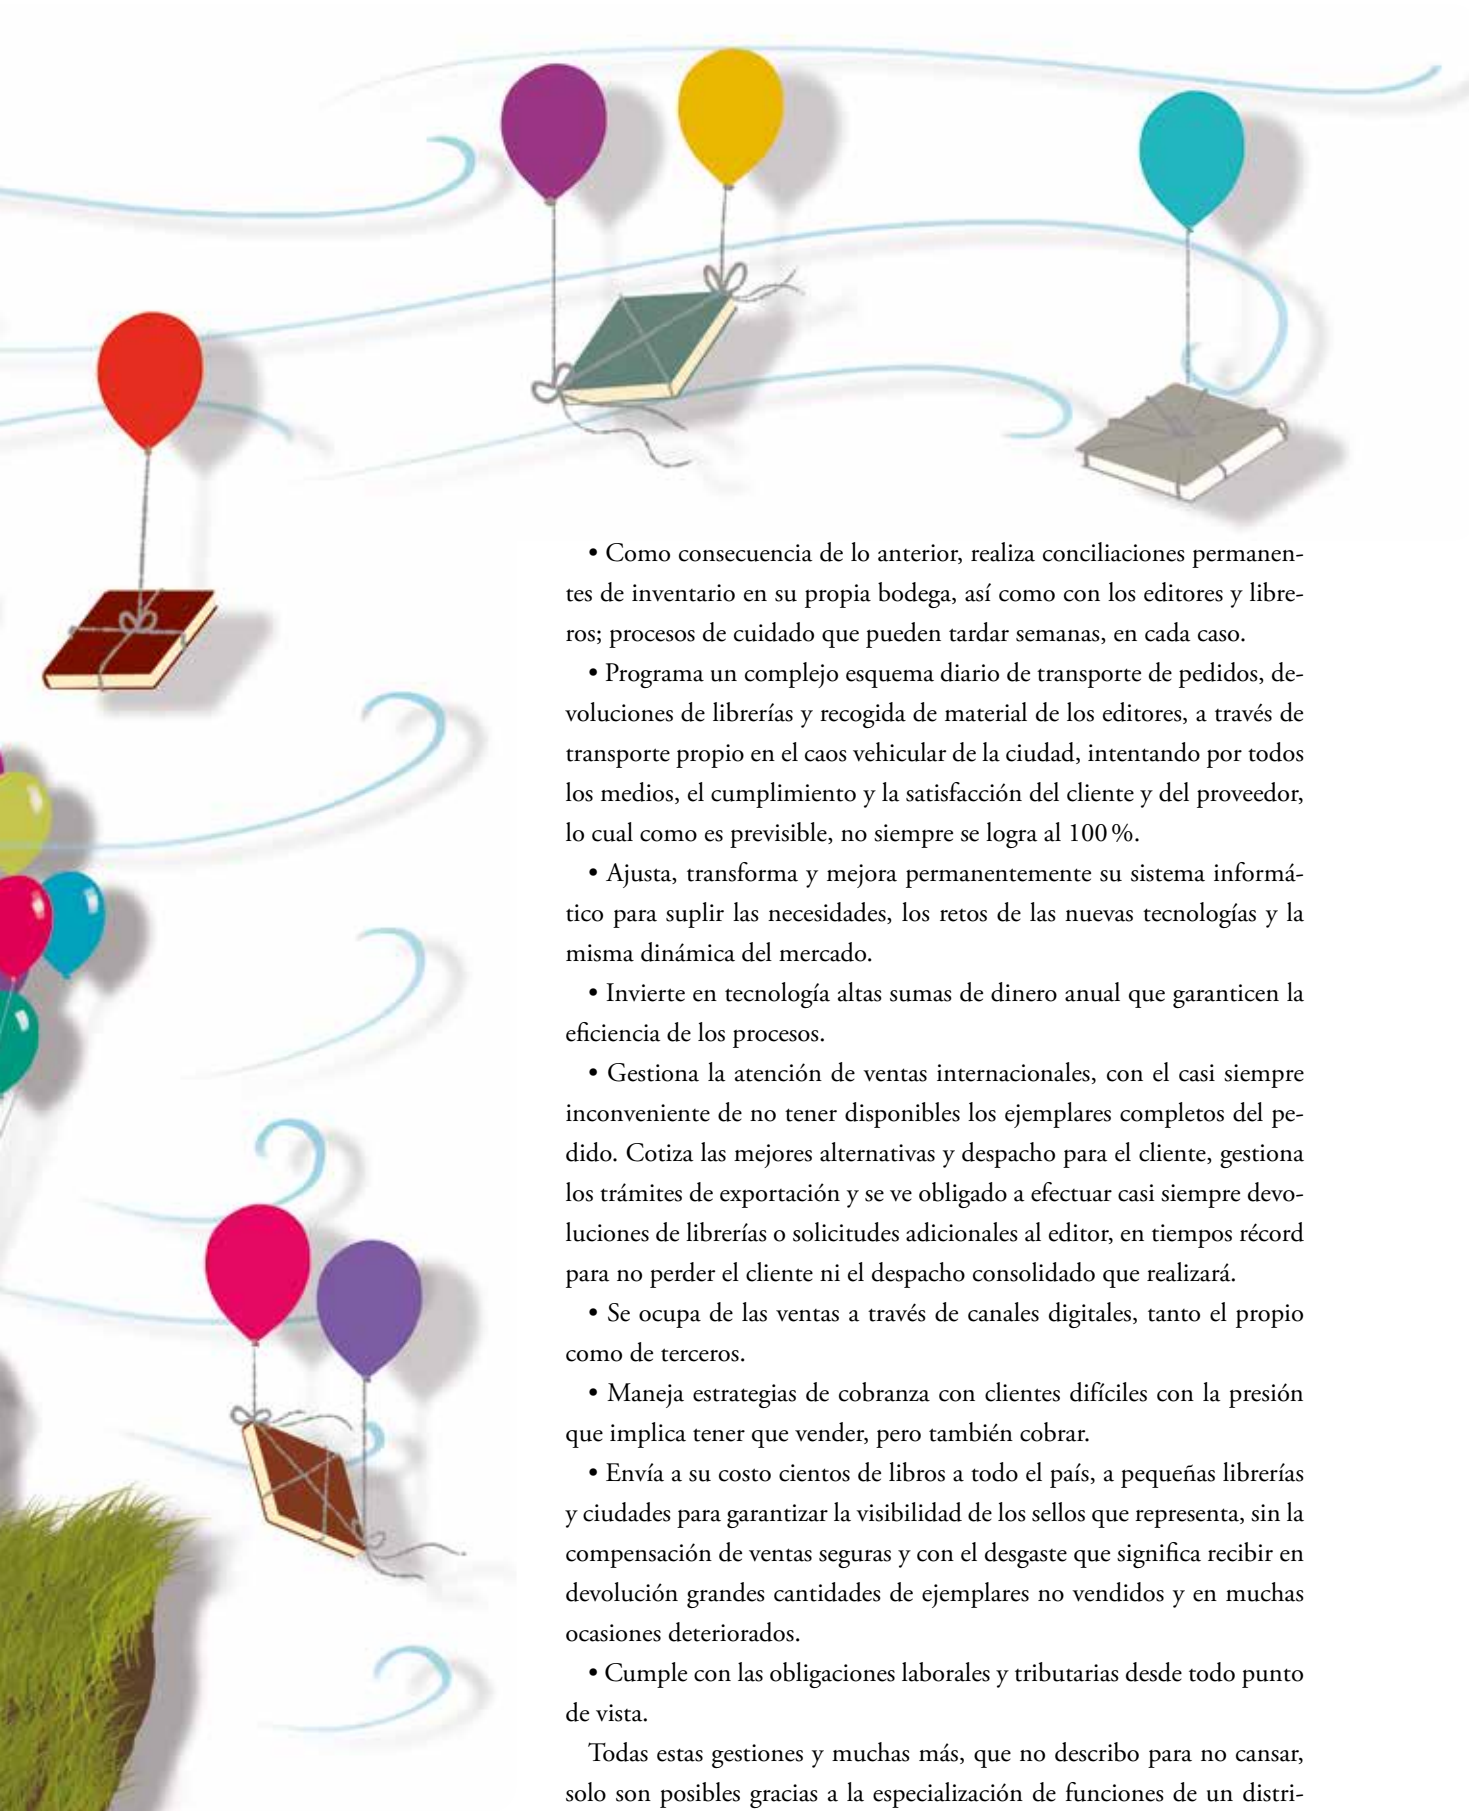 • Como consecuencia de lo anterior, realiza conciliaciones permanen-
tes de inventario en su propia bodega, así como con los editores y libre-
ros; procesos de cuidado que pueden tardar semanas, en cada caso.
• Programa un complejo esquema diario de transporte de pedidos, de-
voluciones de librerías y recogida de material de los editores, a través de
transporte propio en el caos vehicular de la ciudad, intentando por todos
los medios, el cumplimiento y la satisfacción del cliente y del proveedor,
lo cual como es previsible, no siempre se logra al 100 %.
• Ajusta, transforma y mejora permanentemente su sistema informá-
tico para suplir las necesidades, los retos de las nuevas tecnologías y la
misma dinámica del mercado.
• Invierte en tecnología altas sumas de dinero anual que garanticen la
eficiencia de los procesos.
• Gestiona la atención de ventas internacionales, con el casi siempre
inconveniente de no tener disponibles los ejemplares completos del pe-
dido. Cotiza las mejores alternativas y despacho para el cliente, gestiona
los trámites de exportación y se ve obligado a efectuar casi siempre devo-
luciones de librerías o solicitudes adicionales al editor, en tiempos récord
para no perder el cliente ni el despacho consolidado que realizará.
• Se ocupa de las ventas a través de canales digitales, tanto el propio
como de terceros.
• Maneja estrategias de cobranza con clientes difíciles con la presión
que implica tener que vender, pero también cobrar.
• Envía a su costo cientos de libros a todo el país, a pequeñas librerías
y ciudades para garantizar la visibilidad de los sellos que representa, sin la
compensación de ventas seguras y con el desgaste que significa recibir en
devolución grandes cantidades de ejemplares no vendidos y en muchas
ocasiones deteriorados.
• Cumple con las obligaciones laborales y tributarias desde todo punto
de vista.
Todas estas gestiones y muchas más, que no describo para no cansar,
solo son posibles gracias a la especialización de funciones de un distri-